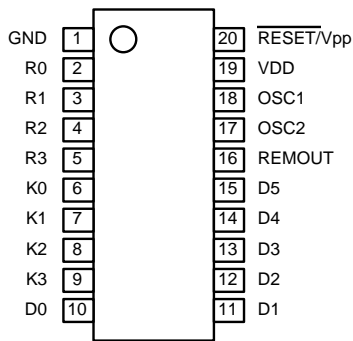 GND 1 20 RESET/Vpp
R0 2 19 VDD
R1 3 18 OSC1
R2 4 17 OSC2
R3 5 16 REMOUT
K0 6 15 D5
K1 7 14 D4
K2 8 13 D3
K3 9 12 D2
D0 10 11 D1